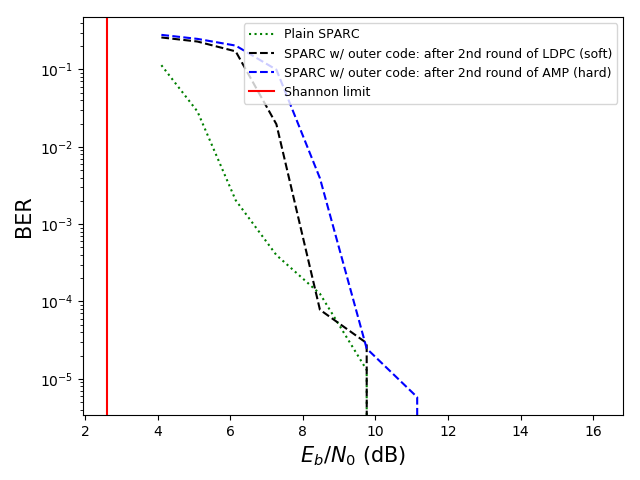 Plain SPARC
SPARC w/ outer code: after 2nd round of LDPC (soft)
SPARC w/ outer code: after 2nd round of AMP (hard)
Shannon limit
BER
10⁻¹
10⁻²
10⁻³
10⁻⁴
10⁻⁵
2 4 6 8 10 12 14 16
E_b/N_0 (dB)